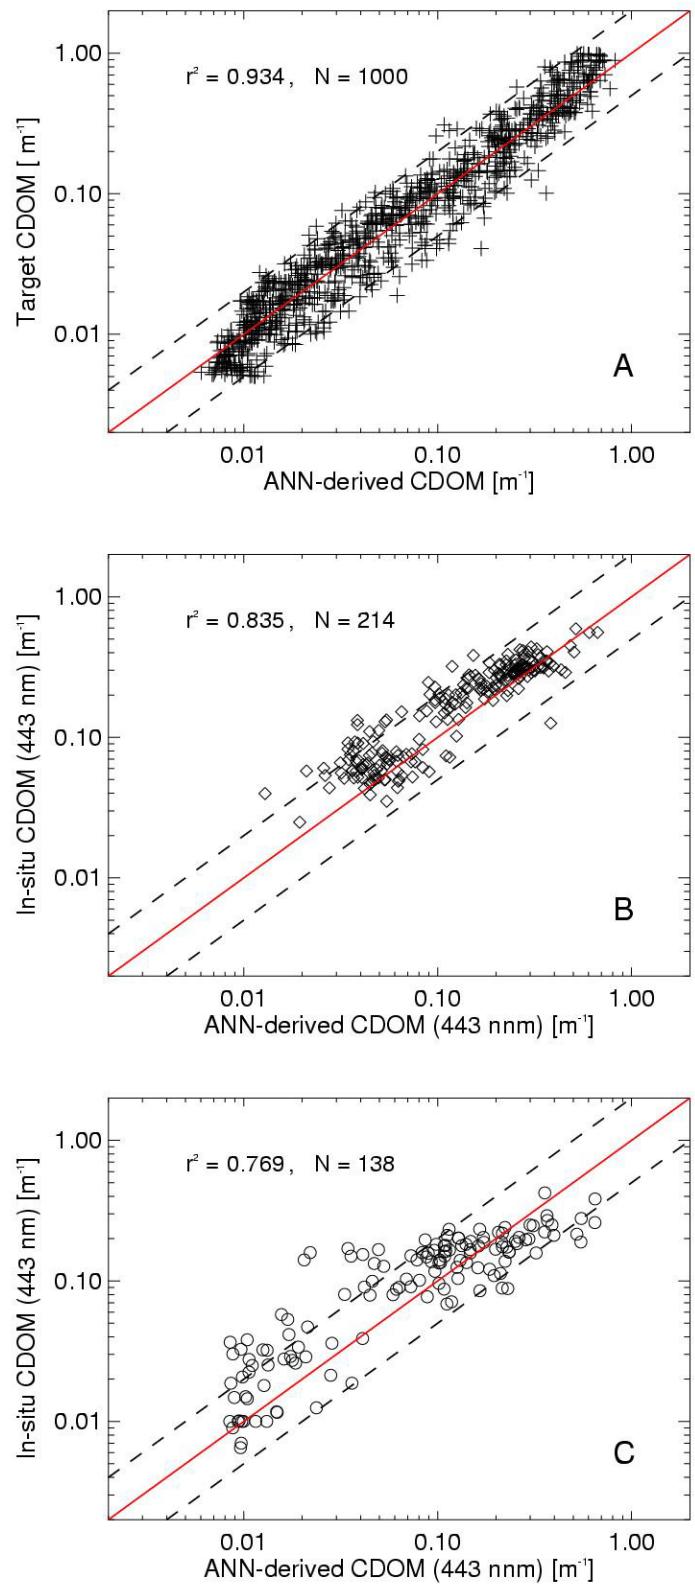 1.00
r² = 0.934, N = 1000
0.10
Target CDOM [ m⁻¹]
0.01
A
0.01 0.10 1.00
ANN-derived CDOM [m⁻¹]
1.00
r² = 0.835, N = 214
0.10
In-situ CDOM (443 nm) [m⁻¹]
0.01
B
0.01 0.10 1.00
ANN-derived CDOM (443 nnm) [m⁻¹]
1.00
r² = 0.769, N = 138
0.10
In-situ CDOM (443 nm) [m⁻¹]
0.01
C
0.01 0.10 1.00
ANN-derived CDOM (443 nnm) [m⁻¹]